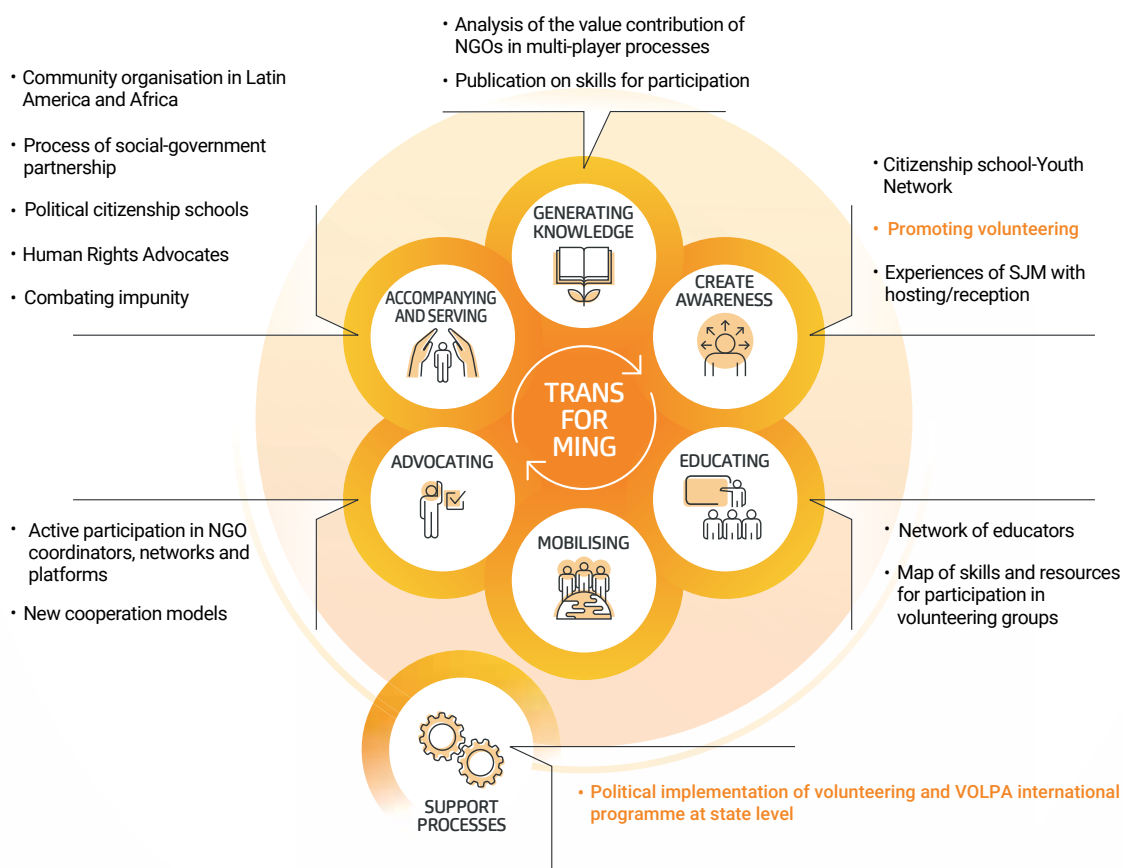 • Analysis of the value contribution of
NGOs in multi-player processes
• Publication on skills for participation
• Community organisation in Latin
America and Africa
• Process of social-government
partnership
• Political citizenship schools
• Human Rights Advocates
• Combating impunity
• Citizenship school-Youth
Network
• Promoting volunteering
• Experiences of SJM with
hosting/reception
GENERATING
KNOWLEDGE
ACCOMPANYING
AND SERVING
CREATE
AWARENESS
TRANS
FOR
MING
ADVOCATING
EDUCATING
MOBILISING
• Active participation in NGO
coordinators, networks and
platforms
• New cooperation models
• Network of educators
• Map of skills and resources
for participation in
volunteering groups
SUPPORT
PROCESSES
• Political implementation of volunteering and VOLPA international
programme at state level